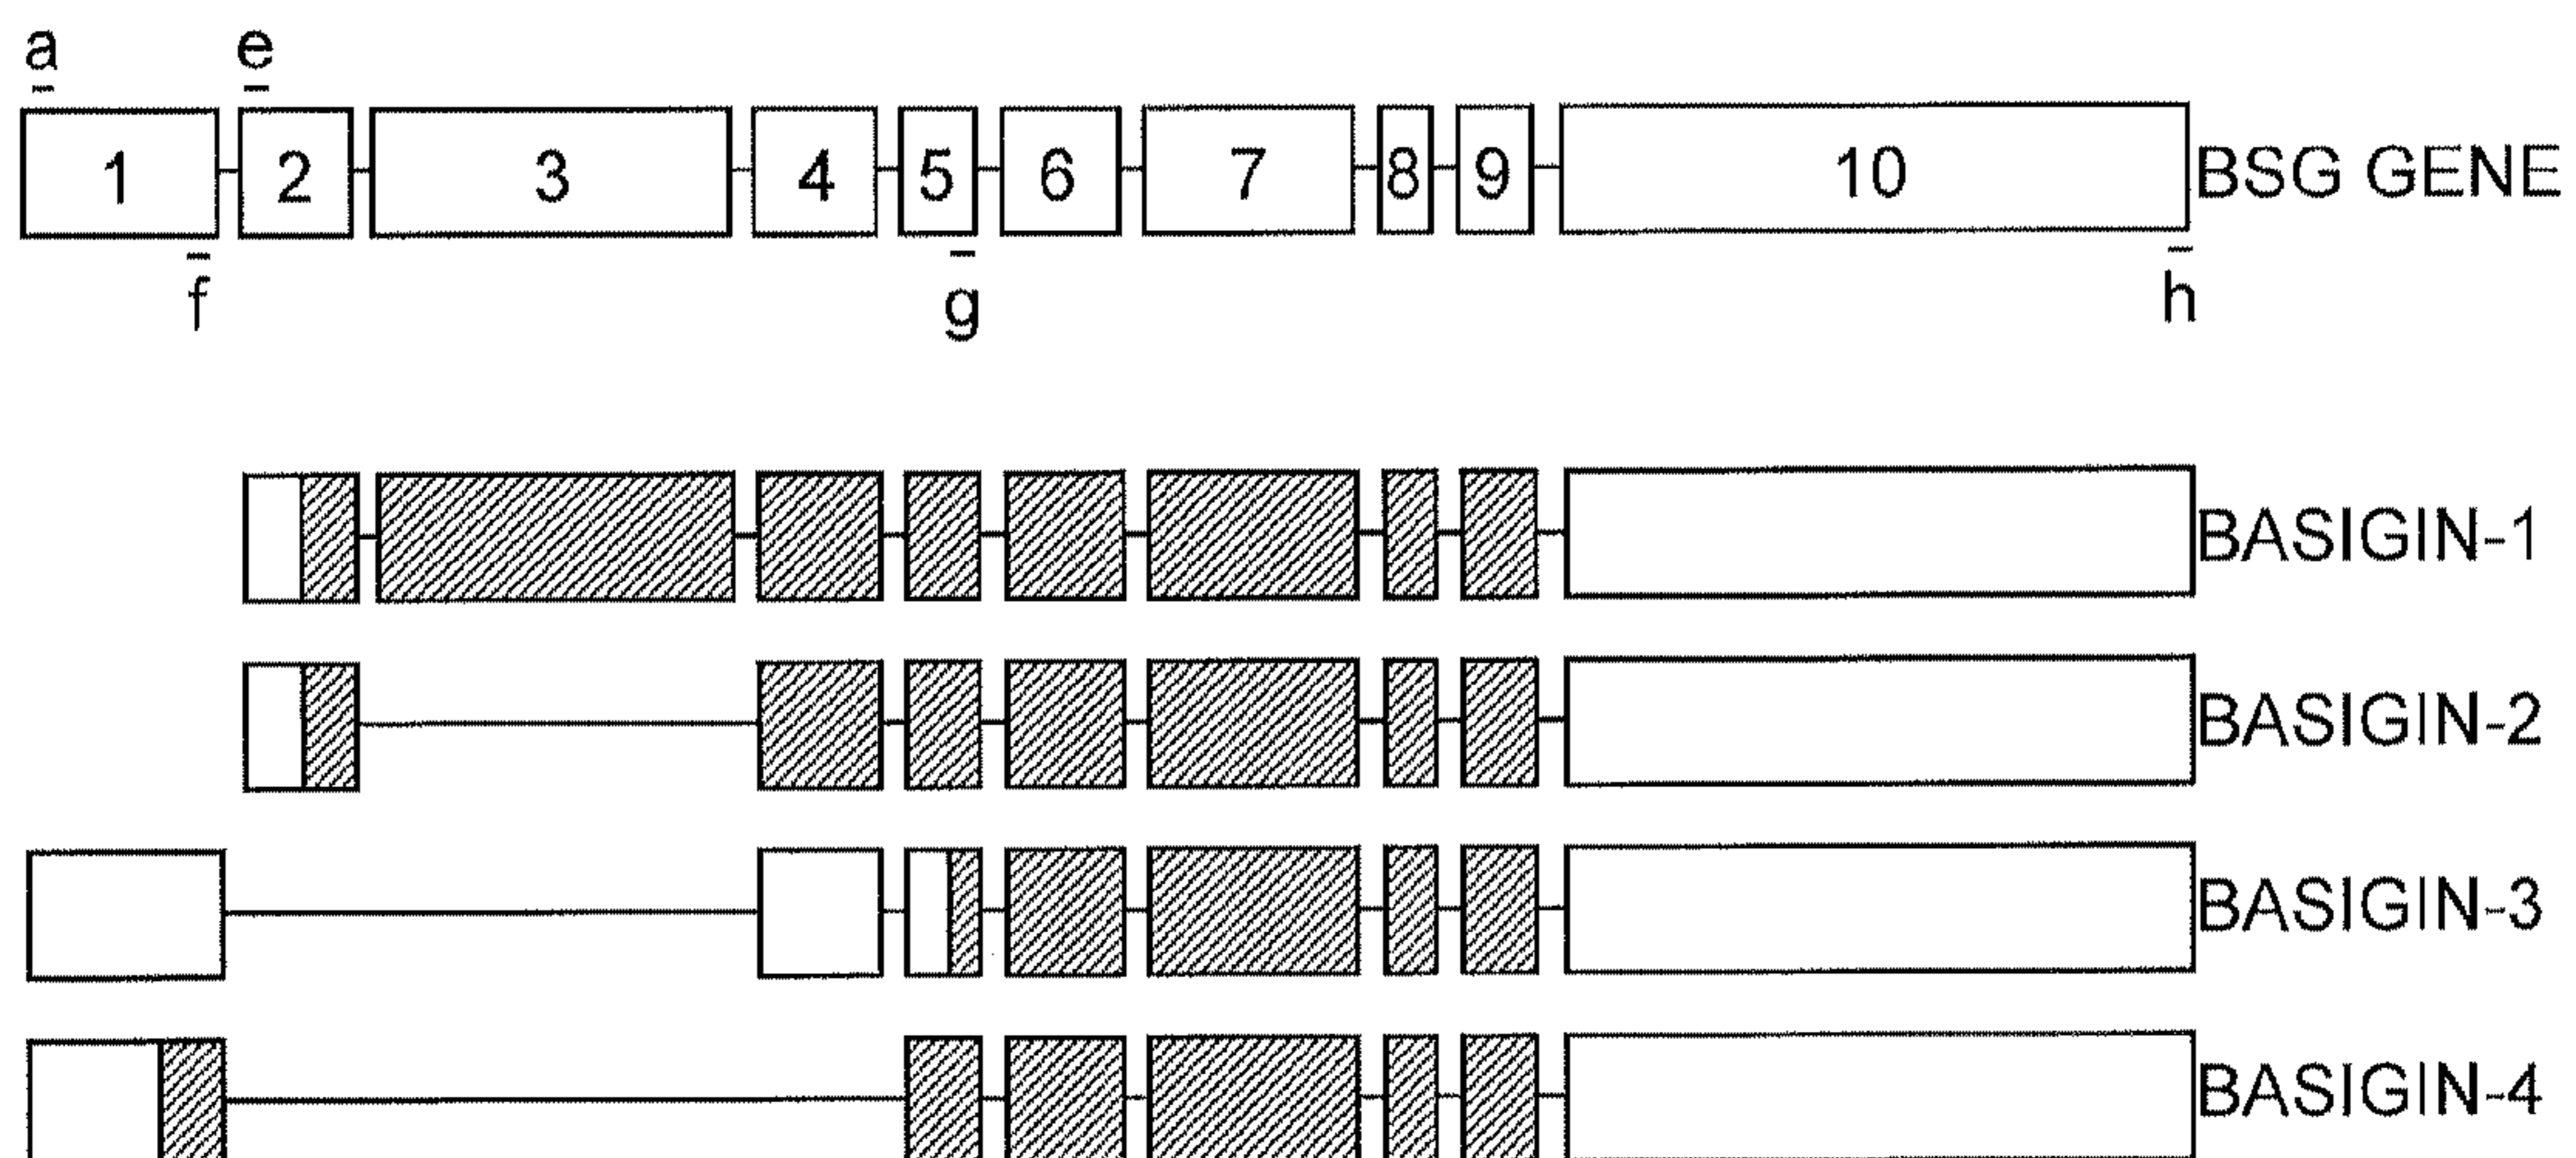 a e
1 2 3 4 5 6 7 8 9 10 BSG GENE
f g h
BASIGIN-1
BASIGIN-2
BASIGIN-3
BASIGIN-4